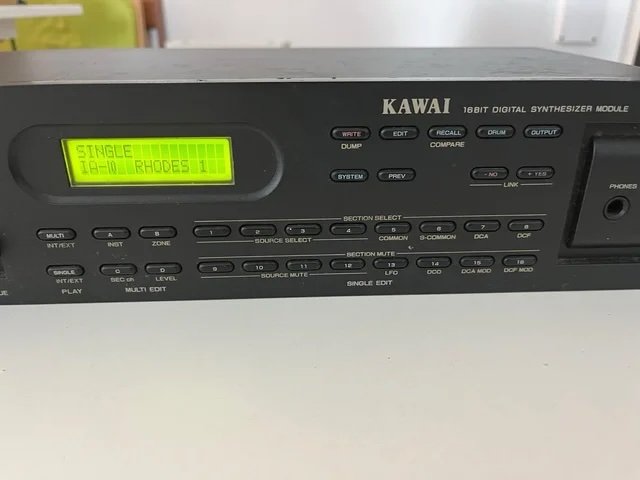 KAWAI 16BIT DIGITAL SYNTHESIZER MODULE
SINGLE
IA-10 RHODES 1
WRITE EDIT RECALL DRUM OUTPUT
DUMP COMPARE
SYSTEM PREV - NO + YES
LINK
PHONES
SECTION SELECT
MULTI A B 1 2 3 4 5 6 7 8
INT/EXT INST ZONE SOURCE SELECT COMMON S-COMMON DCA DCF
SECTION MUTE
SINGLE C D 9 10 11 12 13 14 15 16
INT/EXT SEC ch LEVEL SOURCE MUTE LFO DCO DCA MOD DCF MOD
UE PLAY MULTI EDIT SINGLE EDIT